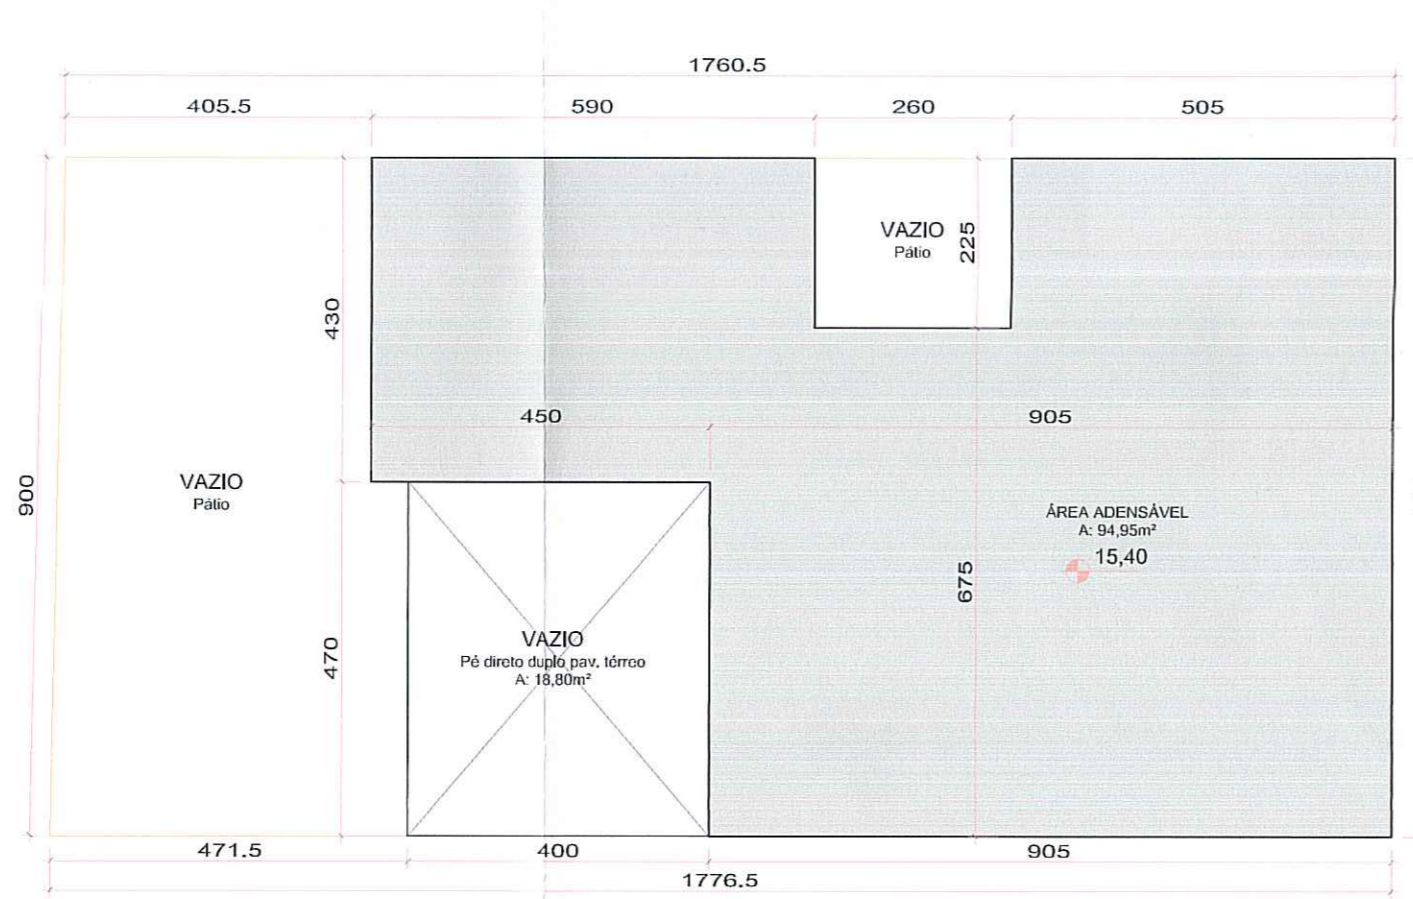 1760.5
405.5
590
260
505
VAZIO
Pátio
225
430
450
905
900
VAZIO
Pátio
ÁREA ADENSÁVEL
A: 94,95m²
15,40
675
470
VAZIO
Pé direto duplo pav. térreo
A: 18,80m²
471.5
400
905
1776.5